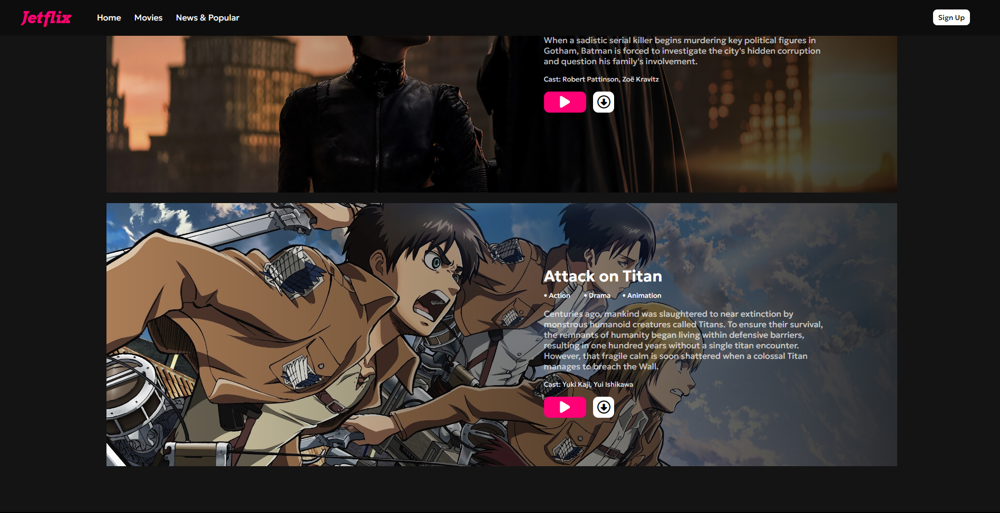 Jetflix
Home
Movies
News & Popular
Sign Up
When a sadistic serial killer begins murdering key political figures in
Gotham, Batman is forced to investigate the city's hidden corruption
and question his family's involvement.
Cast: Robert Pattinson, Zoë Kravitz
Attack on Titan
• Action • Drama • Animation
Centuries ago, mankind was slaughtered to near extinction by
monstrous humanoid creatures called Titans. To ensure their survival,
the remnants of humanity began living within defensive barriers,
resulting in one hundred years without a single titan encounter.
However, that fragile calm is soon shattered when a colossal Titan
manages to breach the Wall.
Cast: Yuki Kaji, Yui Ishikawa